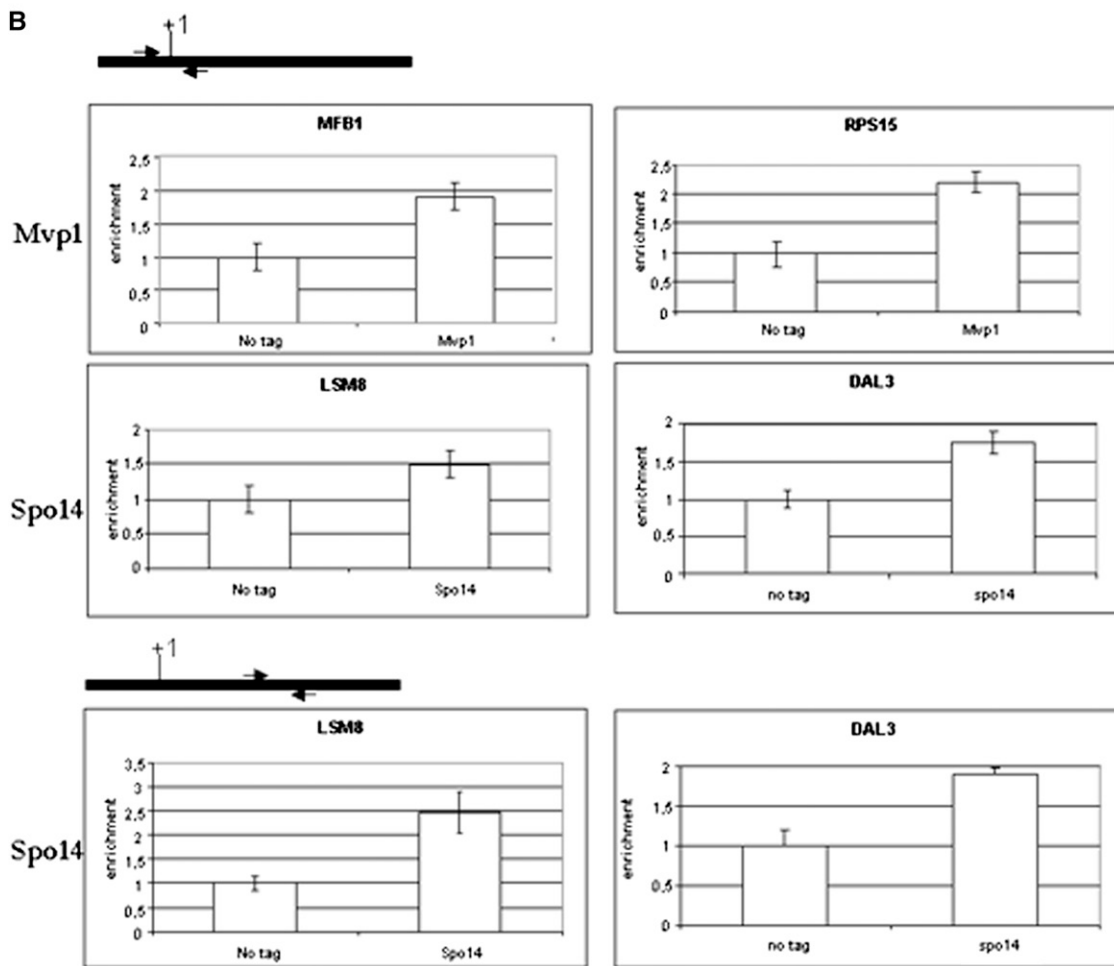 B
+1
Mvp1
MFB1
enrichment
2,5
2
1,5
1
0,5
0
No tag
Mvp1
RPS15
enrichment
2,5
2
1,5
1
0,5
0
No tag
Mvp1
Spo14
LSM8
enrichment
2
1,5
1
0,5
0
No tag
Spo14
DAL3
enrichment
2
1,5
1
0,5
0
no tag
spo14
+1
Spo14
LSM8
enrichment
3,5
3
2,5
2
1,5
1
0,5
0
No tag
Spo14
DAL3
enrichment
2
1,5
1
0,5
0
no tag
spo14